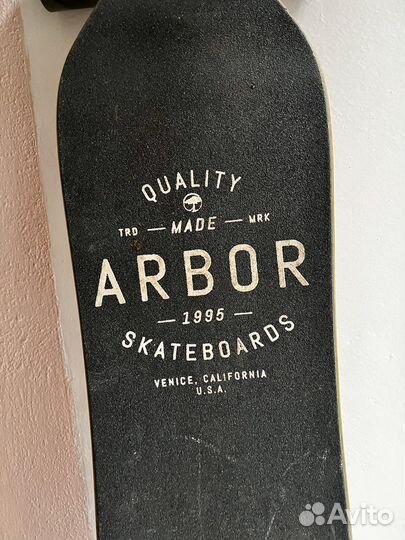 QUALITY
TRD — MADE — MRK
ARBOR
— 1995 —
SKATEBOARDS
VENICE, CALIFORNIA
U.S.A.
Avito